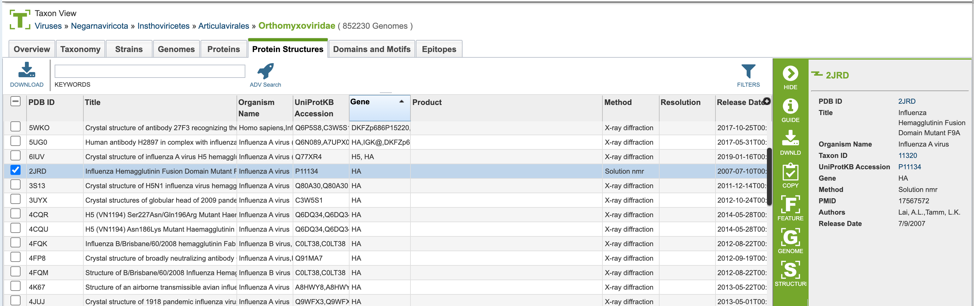 Taxon View
Viruses » Negarnaviricota » Insthoviricetes » Articulavirales » Orthomyxoviridae ( 852230 Genomes )
Overview Taxonomy Strains Genomes Proteins Protein Structures Domains and Motifs Epitopes
DOWNLOAD KEYWORDS ADV Search FILTERS
PDB ID Title Organism Name UniProtKB Accession Gene Product Method Resolution Release Date
5WKO Crystal structure of antibody 27F3 recognizing th Homo sapiens,Inf Q6P5S8,C3W5S1 DKFZp686P15220, X-ray diffraction 2017-10-25T00:
5UG0 Human antibody H2897 in complex with influenza Influenza A virus Q6N089,A7UPX0 HA,IGK@,DKFZp6 X-ray diffraction 2017-05-31T00:
6IUV Crystal structure of influenza A virus H5 hemaggl Influenza A virus Q77XR4 H5, HA X-ray diffraction 2019-01-16T00:
2JRD Influenza Hemagglutinin Fusion Domain Mutant F Influenza A virus P11134 HA Solution nmr 2007-07-10T00:
3S13 Crystal structure of H5N1 influenza virus hemagg Influenza A virus Q80A30,Q80A30 HA X-ray diffraction 2011-12-14T00:
3UYX Crystal structures of globular head of 2009 pande Influenza A virus C3W5S1 HA X-ray diffraction 2012-10-24T00:
4CQR H5 (VN1194) Ser227Asn/Gln196Arg Mutant Hae Influenza A virus Q6DQ34,Q6DQ3 HA X-ray diffraction 2014-05-28T00:
4CQU H5 (VN1194) Asn186Lys Mutant Haemagglutinin Influenza A virus Q6DQ34,Q6DQ3 HA X-ray diffraction 2014-05-28T00:
4FQK Influenza B/Brisbane/60/2008 hemagglutinin Fab Influenza B virus, C0LT38,C0LT38 HA X-ray diffraction 2012-08-22T00:
4FP8 Crystal structure of broadly neutralizing antibody Influenza A virus Q91MA7 HA X-ray diffraction 2012-09-19T00:
4FQM Structure of B/Brisbane/60/2008 Influenza Hemag Influenza B virus C0LT38,C0LT38 HA X-ray diffraction 2012-08-22T00:
4K67 Structure of an airborne transmissible avian influe Influenza A virus A8HWY8,A8HWY HA X-ray diffraction 2013-05-01T00:
4JUJ Crystal structure of 1918 pandemic influenza virus Influenza A virus Q9WFX3,Q9WFX HA X-ray diffraction 2013-05-22T00:
HIDE
GUIDE
DWNLD
COPY
FEATURE
GENOME
STRUCTURE
2JRD
PDB ID 2JRD
Title Influenza
Hemagglutinin Fusion
Domain Mutant F9A
Organism Name Influenza A virus
Taxon ID 11320
UniProtKB Accession P11134
Gene HA
Method Solution nmr
PMID 17567572
Authors Lai, A.L.,Tamm, L.K.
Release Date 7/9/2007